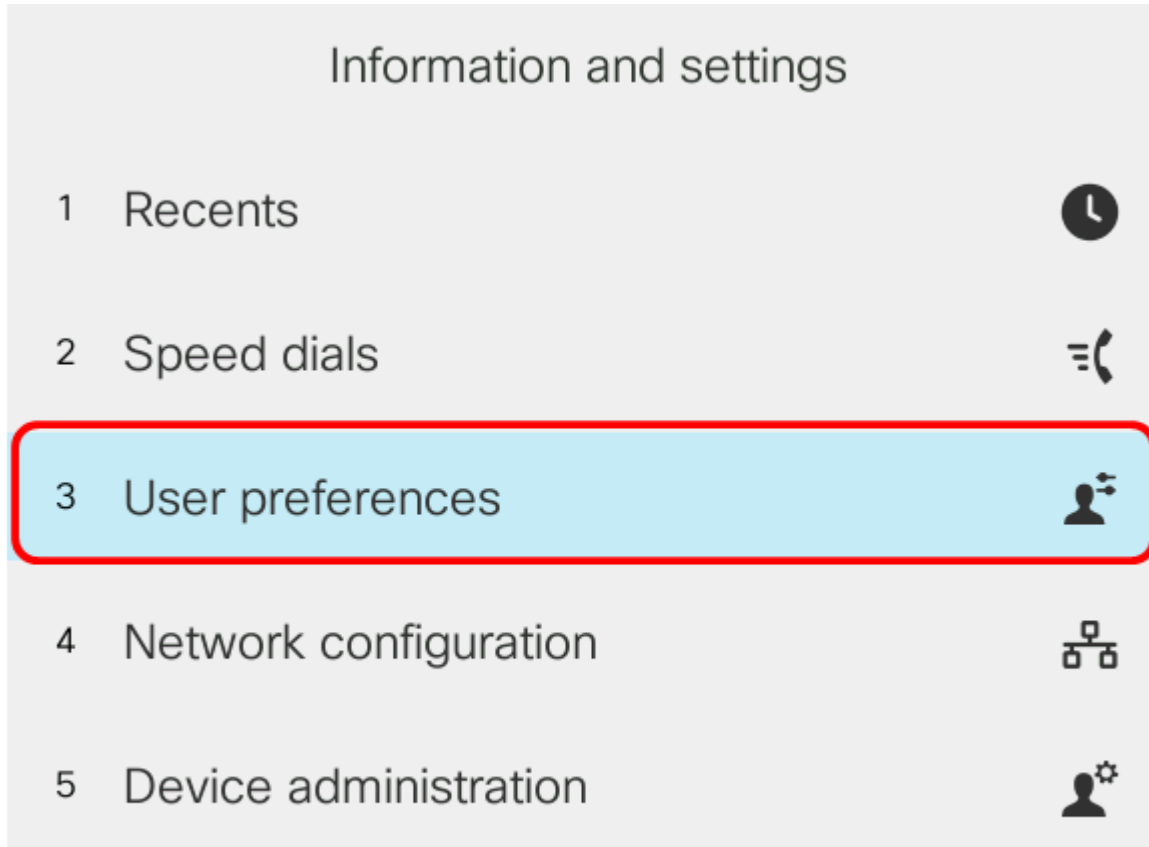 Information and settings
1 Recents
2 Speed dials
3 User preferences
4 Network configuration
5 Device administration